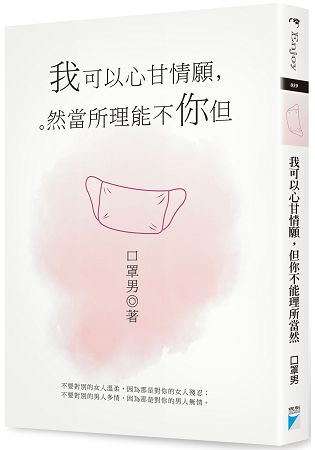 我可以心甘情願，
但你不能理所當然。
口罩男◎著
不要對別的女人溫柔，因為那是對你的女人殘忍；
不要對別的男人多情，因為那是對你的男人無情。
Enjoy
059
我可以心甘情願，但你不能理所當然
口罩男